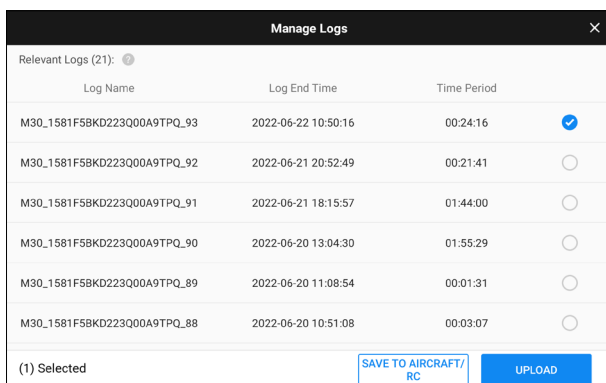 Manage Logs
Relevant Logs (21): ?
Log Name Log End Time Time Period
M30_1581F5BKD223Q00A9TPQ_93 2022-06-22 10:50:16 00:24:16
M30_1581F5BKD223Q00A9TPQ_92 2022-06-21 20:52:49 00:21:41
M30_1581F5BKD223Q00A9TPQ_91 2022-06-21 18:15:57 01:44:00
M30_1581F5BKD223Q00A9TPQ_90 2022-06-20 13:04:30 01:55:29
M30_1581F5BKD223Q00A9TPQ_89 2022-06-20 11:08:54 00:01:31
M30_1581F5BKD223Q00A9TPQ_88 2022-06-20 10:51:08 00:03:07
(1) Selected
SAVE TO AIRCRAFT/
RC
UPLOAD